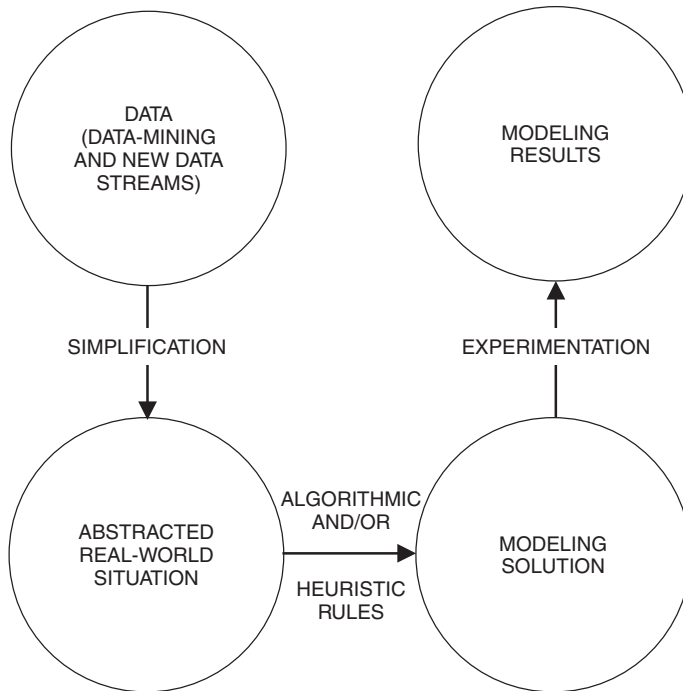 DATA
(DATA-MINING
AND NEW DATA
STREAMS)
MODELING
RESULTS
SIMPLIFICATION
EXPERIMENTATION
ABSTRACTED
REAL-WORLD
SITUATION
ALGORITHMIC
AND/OR
HEURISTIC
RULES
MODELING
SOLUTION